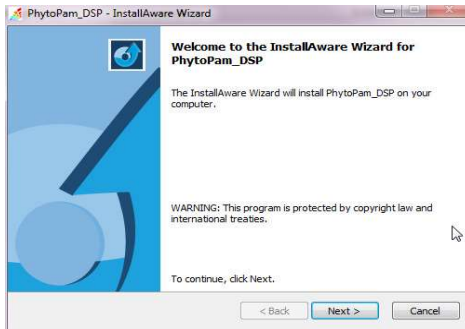 PhytoPam_DSP - InstallAware Wizard
Welcome to the InstallAware Wizard for
PhytoPam_DSP
The InstallAware Wizard will install PhytoPam_DSP on your
computer.
WARNING: This program is protected by copyright law and
international treaties.
To continue, click Next.
< Back
Next >
Cancel